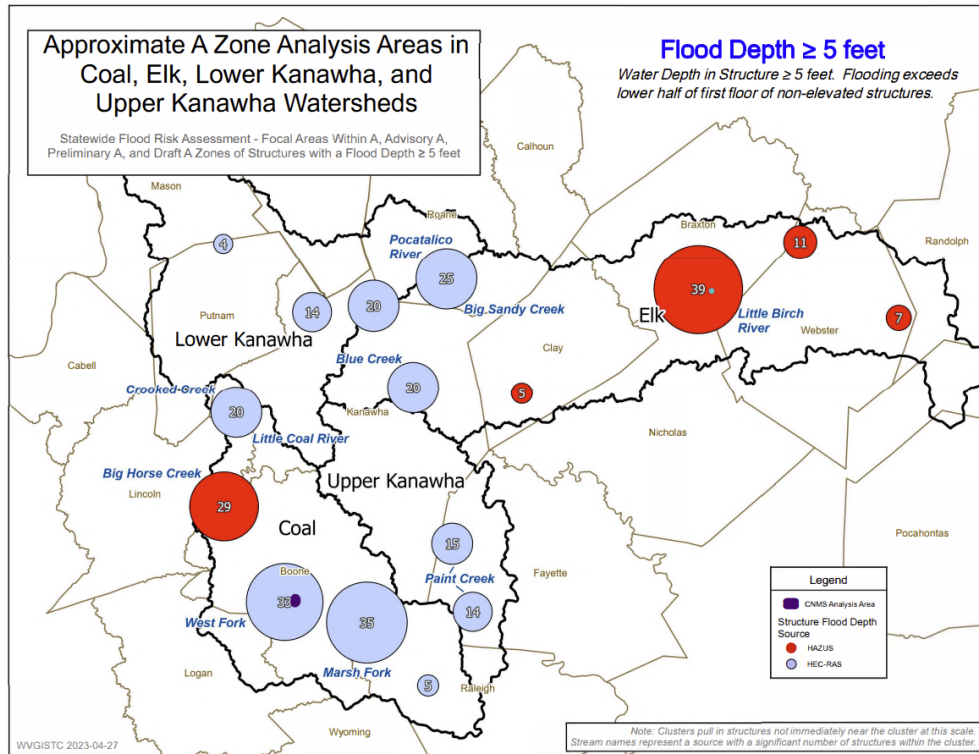 Approximate A Zone Analysis Areas in
Coal, Elk, Lower Kanawha, and
Upper Kanawha Watersheds
Statewide Flood Risk Assessment - Focal Areas Within A, Advisory A,
Preliminary A, and Draft A Zones of Structures with a Flood Depth ≥ 5 feet
Flood Depth ≥ 5 feet
Water Depth in Structure ≥ 5 feet. Flooding exceeds
lower half of first floor of non-elevated structures.
Calhoun
Mason
Roane
Braxton
Randolph
Pocatalico
River
4
11
25
39
20
14
7
Putnam
Big Sandy Creek
Elk
Little Birch
River
Webster
Lower Kanawha
Clay
Blue Creek
Cabell
20
5
Crooked Creek
Kanawha
20
Little Coal River
Nicholas
Big Horse Creek
Upper Kanawha
Lincoln
29
Coal
Pocahontas
15
Boone
Fayette
Paint Creek
33
14
West Fork
35
Marsh Fork
Logan
5
Raleigh
Wyoming
Legend
CNMS Analysis Area
Structure Flood Depth
Source
HAZUS
HEC-RAS
WVGISTC 2023-04-27
Note: Clusters pull in structures not immediately near the cluster at this scale.
Stream names represent a source with a significant number of structures within the cluster.